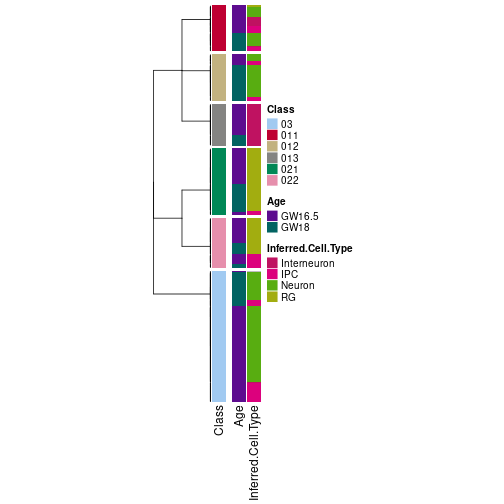 Class
03
011
012
013
021
022
Age
GW16.5
GW18
Inferred.Cell.Type
Interneuron
IPC
Neuron
RG
Class
Age
Inferred.Cell.Type